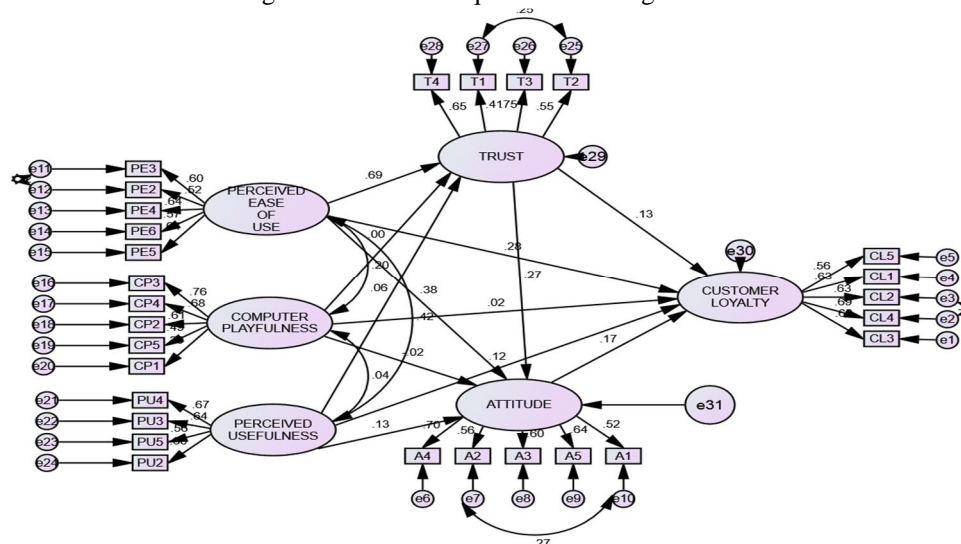 .25
e28 e27 e26 e25
T4 T1 T3 T2
.65 .4175 .55
TRUST
e29
e11 PE3
e12 PE2
e13 PE4
e14 PE6
e15 PE5
.60
.52
.64
.57
PERCEIVED
EASE
OF
USE
.69
.13
.00
.20
.06
.28
.27
.38
.42
e30
CUSTOMER
LOYALTY
CL5 e5
CL1 e4
CL2 e3
CL4 e2
CL3 e1
.56
.63
.63
.69
e16 CP3
e17 CP4
e18 CP2
e19 CP5
e20 CP1
.76
.68
.61
.49
COMPUTER
PLAYFULNESS
.02
.02
.04
.12
.17
e21 PU4
e22 PU3
e23 PU5
e24 PU2
.67
.64
.58
PERCEIVED
USEFULNESS
.13
ATTITUDE
e31
.70 .56 .60 .64 .52
A4 A2 A3 A5 A1
e6 e7 e8 e9 e10
.27